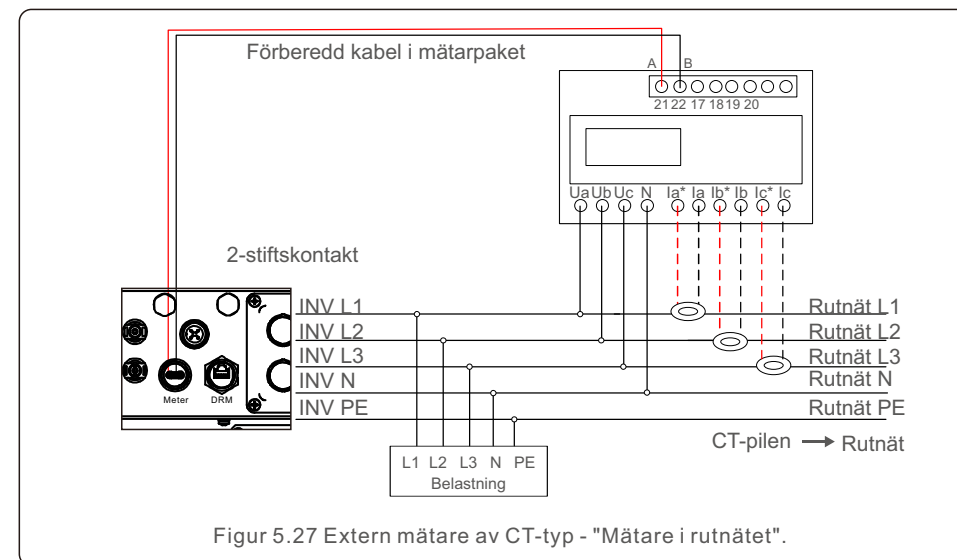 Förberedd kabel i mätarpaket
A B
21 22 17 18 19 20
Ua Ub Uc N Ia* Ia Ib* Ib Ic* Ic
2-stiftskontakt
INV L1 Rutnät L1
INV L2 Rutnät L2
INV L3 Rutnät L3
INV N Rutnät N
INV PE Rutnät PE
Meter DRM
CT-pilen → Rutnät
L1 L2 L3 N PE
Belastning
Figur 5.27 Extern mätare av CT-typ - "Mätare i rutnätet".